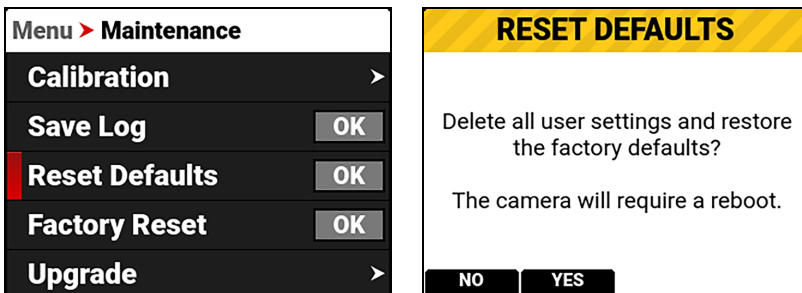 Menu > Maintenance
Calibration >
Save Log OK
Reset Defaults OK
Factory Reset OK
Upgrade >
RESET DEFAULTS
Delete all user settings and restore
the factory defaults?
The camera will require a reboot.
NO YES